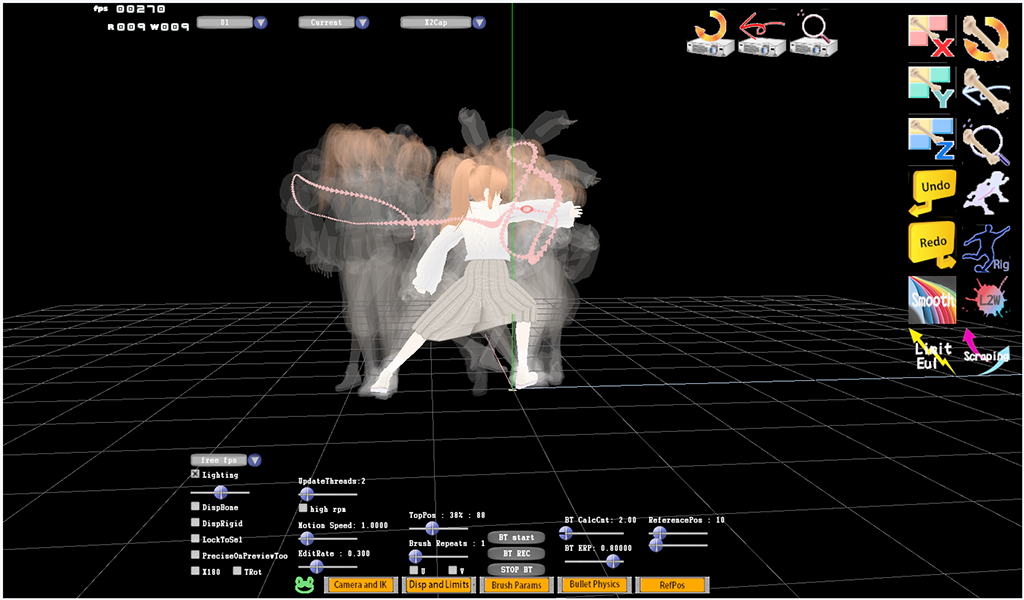 fps 00270
R009 W009
01
Current
X2Cap
X
Y
Z
Undo
Redo
Rig
Smooth
L2W
Limit
Eul
Scraping
free fps
Lighting
DispBone
DispRigid
LockToSel
PreciseOnPreviewToo
X180
TRot
UpdateThreads:2
high rpm
Motion Speed: 1.0000
EditRate : 0.300
TopPos : 38% : 88
Brush Repeats : 1
U
V
BT start
BT REC
STOP BT
BT CalcCnt: 2.00
BT ERP: 0.80000
ReferencePos : 10
Camera and IK
Disp and Limits
Brush Params
Bullet Physics
RefPos